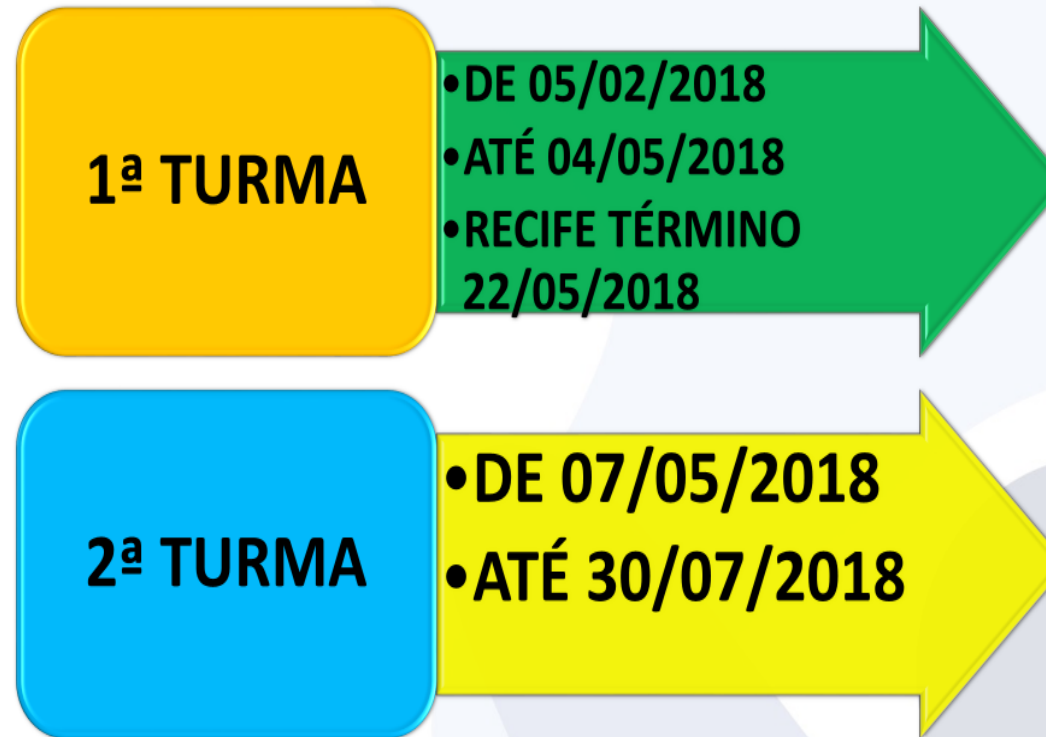 1ª TURMA
•DE 05/02/2018
•ATÉ 04/05/2018
•RECIFE TÉRMINO
22/05/2018
2ª TURMA
•DE 07/05/2018
•ATÉ 30/07/2018